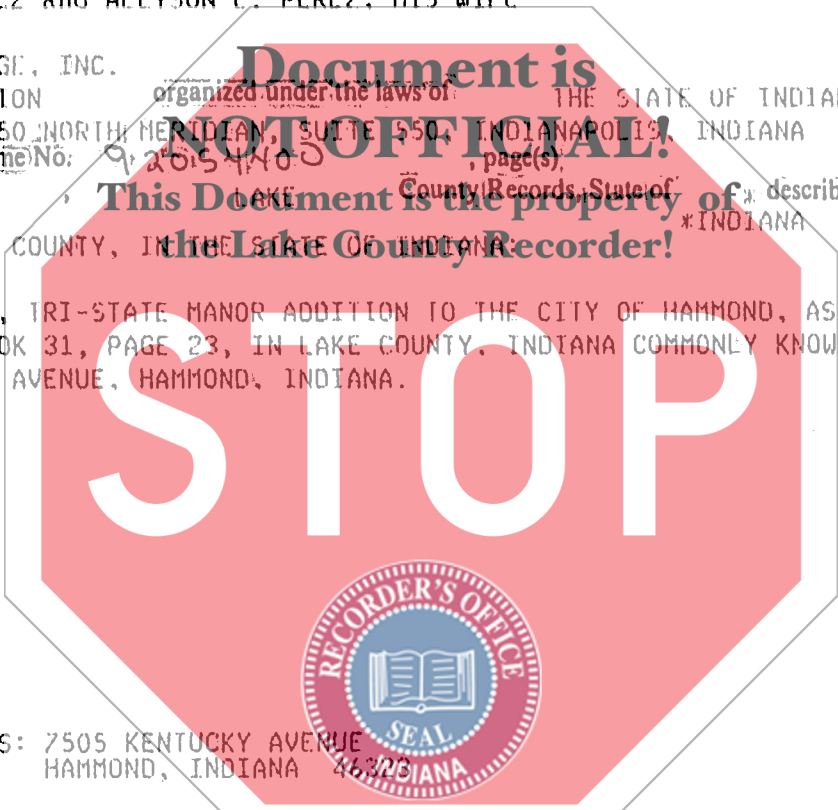 AND ALLYSON L. PEREZ, HIS WIFE
GE, INC.
Document is
ION organized under the laws of THE STATE OF INDIA
50 NORTH MERIDIAN, SUITE 550, INDIANAPOLIS, INDIANA
NOT OFFICIAL!
me No. , page(s)
, LAKE County Records, State of * describ
This Document is the property of
*INDIANA
COUNTY, IN THE STATE OF INDIANA:
the Lake County Recorder!
, TRI-STATE MANOR ADDITION TO THE CITY OF HAMMOND, AS
OK 31, PAGE 23, IN LAKE COUNTY, INDIANA COMMONLY KNOW
AVENUE, HAMMOND, INDIANA.
STOP
RECORDER'S OFFICE
SEAL
INDIANA
S: 7505 KENTUCKY AVENUE
HAMMOND, INDIANA 46323